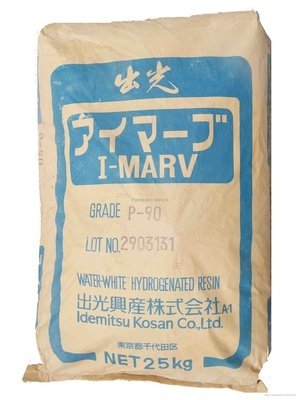 出光
アイマーブ
I-MARV
GRADE P-90
LOT NO. 2903131
WATER-WHITE HYDROGENATED RESIN
出光興産株式会社 A-1
Idemitsu Kosan Co.,Ltd.
東京都千代田区
NET 25kg